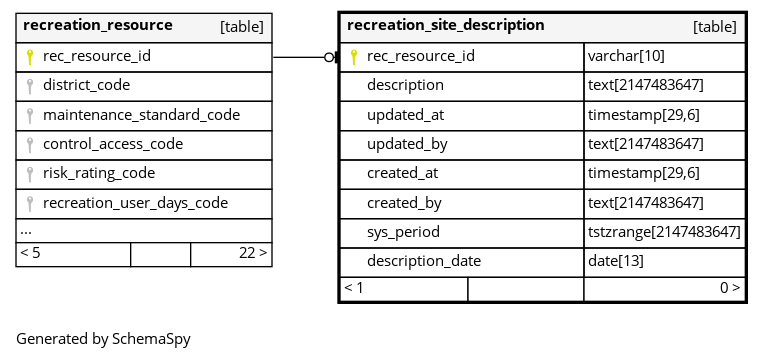 recreation_resource [table]
rec_resource_id
district_code
maintenance_standard_code
control_access_code
risk_rating_code
recreation_user_days_code
...
< 5 22 >
recreation_site_description [table]
rec_resource_id varchar[10]
description text[2147483647]
updated_at timestamp[29,6]
updated_by text[2147483647]
created_at timestamp[29,6]
created_by text[2147483647]
sys_period tstzrange[2147483647]
description_date date[13]
< 1 0 >
Generated by SchemaSpy